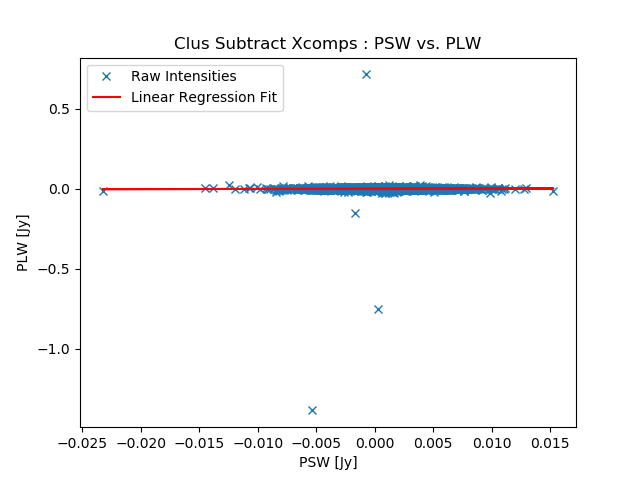 Clus Subtract Xcomps : PSW vs. PLW
Raw Intensities
Linear Regression Fit
PLW [Jy]
0.5
0.0
−0.5
−1.0
−0.025 −0.020 −0.015 −0.010 −0.005 0.000 0.005 0.010 0.015
PSW [Jy]